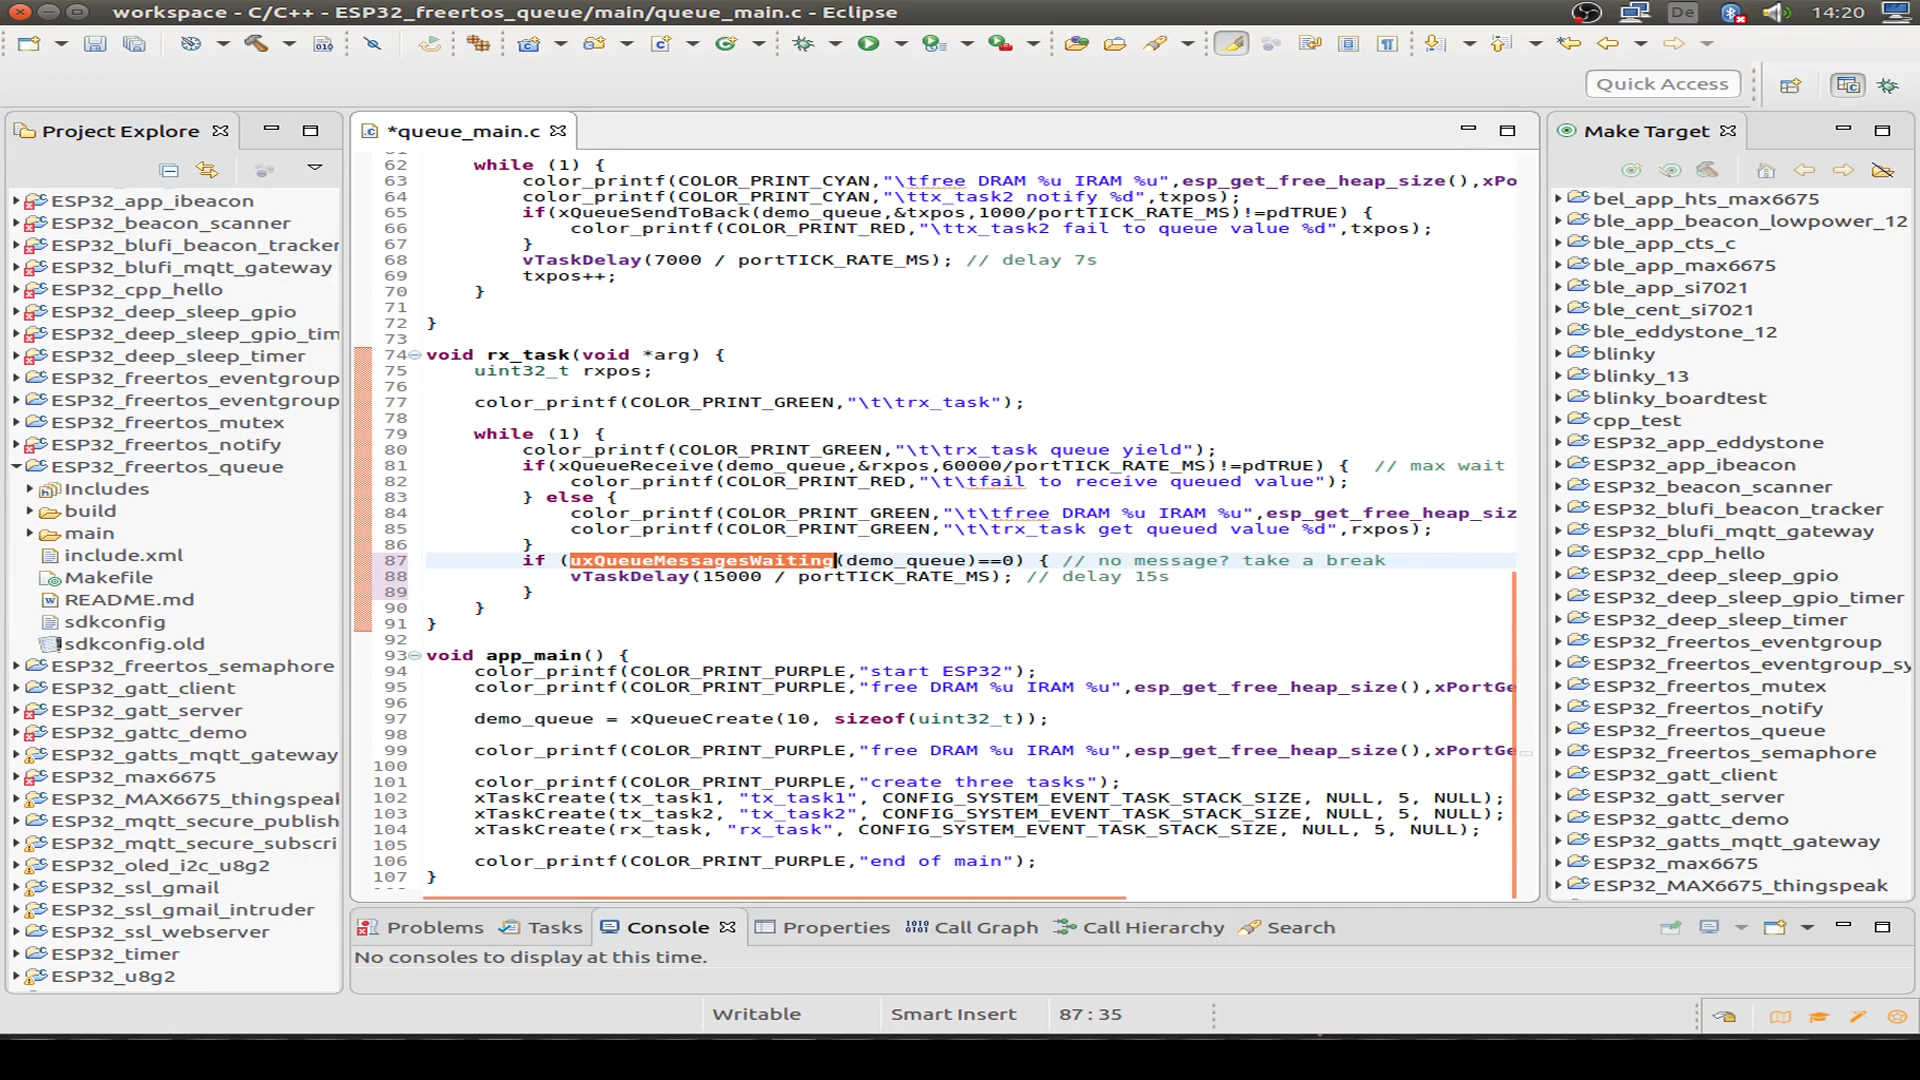 workspace - C/C++ - ESP32_freertos_queue/main/queue_main.c - Eclipse
De
14:20
010
Quick Access
Project Explore
ESP32_app_ibeacon
ESP32_beacon_scanner
ESP32_blufi_beacon_tracker
ESP32_blufi_mqtt_gateway
ESP32_cpp_hello
ESP32_deep_sleep_gpio
ESP32_deep_sleep_gpio_tim
ESP32_deep_sleep_timer
ESP32_freertos_eventgroup
ESP32_freertos_eventgroup
ESP32_freertos_mutex
ESP32_freertos_notify
ESP32_freertos_queue
Includes
build
main
include.xml
Makefile
README.md
sdkconfig
sdkconfig.old
ESP32_freertos_semaphore
ESP32_gatt_client
ESP32_gatt_server
ESP32_gattc_demo
ESP32_gatts_mqtt_gateway
ESP32_max6675
ESP32_MAX6675_thingspeak
ESP32_mqtt_secure_publish
ESP32_mqtt_secure_subscri
ESP32_oled_i2c_u8g2
ESP32_ssl_gmail
ESP32_ssl_gmail_intruder
ESP32_ssl_webserver
ESP32_timer
ESP32_u8g2
*queue_main.c
62 while (1) {
63 color_printf(COLOR_PRINT_CYAN,"\tfree DRAM %u IRAM %u",esp_get_free_heap_size(),xPo
64 color_printf(COLOR_PRINT_CYAN,"\ttx_task2 notify %d",txpos);
65 if(xQueueSendToBack(demo_queue,&txpos,1000/portTICK_RATE_MS)!=pdTRUE) {
66 color_printf(COLOR_PRINT_RED,"\ttx_task2 fail to queue value %d",txpos);
67 }
68 vTaskDelay(7000 / portTICK_RATE_MS); // delay 7s
69 txpos++;
70 }
71
72 }
73
74 void rx_task(void *arg) {
75 uint32_t rxpos;
76
77 color_printf(COLOR_PRINT_GREEN,"\t\trx_task");
78
79 while (1) {
80 color_printf(COLOR_PRINT_GREEN,"\t\trx_task queue yield");
81 if(xQueueReceive(demo_queue,&rxpos,60000/portTICK_RATE_MS)!=pdTRUE) { // max wait
82 color_printf(COLOR_PRINT_RED,"\t\tfail to receive queued value");
83 } else {
84 color_printf(COLOR_PRINT_GREEN,"\t\tfree DRAM %u IRAM %u",esp_get_free_heap_siz
85 color_printf(COLOR_PRINT_GREEN,"\t\trx_task get queued value %d",rxpos);
86 }
87 if (uxQueueMessagesWaiting(demo_queue)==0) { // no message? take a break
88 vTaskDelay(15000 / portTICK_RATE_MS); // delay 15s
89 }
90 }
91 }
92
93 void app_main() {
94 color_printf(COLOR_PRINT_PURPLE,"start ESP32");
95 color_printf(COLOR_PRINT_PURPLE,"free DRAM %u IRAM %u",esp_get_free_heap_size(),xPortGe
96
97 demo_queue = xQueueCreate(10, sizeof(uint32_t));
98
99 color_printf(COLOR_PRINT_PURPLE,"free DRAM %u IRAM %u",esp_get_free_heap_size(),xPortGe
100
101 color_printf(COLOR_PRINT_PURPLE,"create three tasks");
102 xTaskCreate(tx_task1, "tx_task1", CONFIG_SYSTEM_EVENT_TASK_STACK_SIZE, NULL, 5, NULL);
103 xTaskCreate(tx_task2, "tx_task2", CONFIG_SYSTEM_EVENT_TASK_STACK_SIZE, NULL, 5, NULL);
104 xTaskCreate(rx_task, "rx_task", CONFIG_SYSTEM_EVENT_TASK_STACK_SIZE, NULL, 5, NULL);
105
106 color_printf(COLOR_PRINT_PURPLE,"end of main");
107 }
Make Target
bel_app_hts_max6675
ble_app_beacon_lowpower_12
ble_app_cts_c
ble_app_max6675
ble_app_si7021
ble_cent_si7021
ble_eddystone_12
blinky
blinky_13
blinky_boardtest
cpp_test
ESP32_app_eddystone
ESP32_app_ibeacon
ESP32_beacon_scanner
ESP32_blufi_beacon_tracker
ESP32_blufi_mqtt_gateway
ESP32_cpp_hello
ESP32_deep_sleep_gpio
ESP32_deep_sleep_gpio_timer
ESP32_deep_sleep_timer
ESP32_freertos_eventgroup
ESP32_freertos_eventgroup_sy
ESP32_freertos_mutex
ESP32_freertos_notify
ESP32_freertos_queue
ESP32_freertos_semaphore
ESP32_gatt_client
ESP32_gatt_server
ESP32_gattc_demo
ESP32_gatts_mqtt_gateway
ESP32_max6675
ESP32_MAX6675_thingspeak
Problems Tasks Console Properties Call Graph Call Hierarchy Search
No consoles to display at this time.
Writable Smart Insert 87 : 35